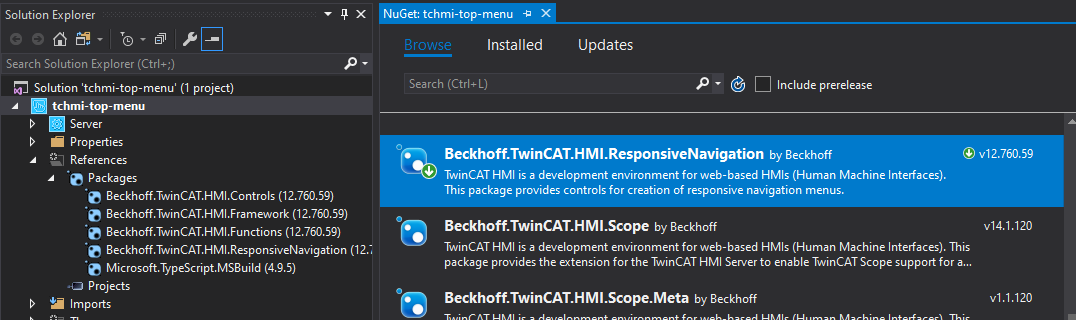 Solution Explorer
Search Solution Explorer (Ctrl+;)
Solution 'tchmi-top-menu' (1 project)
tchmi-top-menu
Server
Properties
References
Packages
Beckhoff.TwinCAT.HMI.Controls (12.760.59)
Beckhoff.TwinCAT.HMI.Framework (12.760.59)
Beckhoff.TwinCAT.HMI.Functions (12.760.59)
Beckhoff.TwinCAT.HMI.ResponsiveNavigation (12.7
Microsoft.TypeScript.MSBuild (4.9.5)
Projects
Imports
NuGet: tchmi-top-menu
Browse Installed Updates
Search (Ctrl+L) Include prerelease
Beckhoff.TwinCAT.HMI.ResponsiveNavigation by Beckhoff v12.760.59
TwinCAT HMI is a development environment for web-based HMIs (Human Machine Interfaces).
This package provides controls for creation of responsive navigation menus.
Beckhoff.TwinCAT.HMI.Scope by Beckhoff v14.1.120
TwinCAT HMI is a development environment for web-based HMIs (Human Machine Interfaces). This
package provides the extension for the TwinCAT HMI Server to enable TwinCAT Scope support for a...
Beckhoff.TwinCAT.HMI.Scope.Meta by Beckhoff v1.1.120
TwinCAT HMI is a development environment for web-based HMIs (Human Machine Interfaces). This